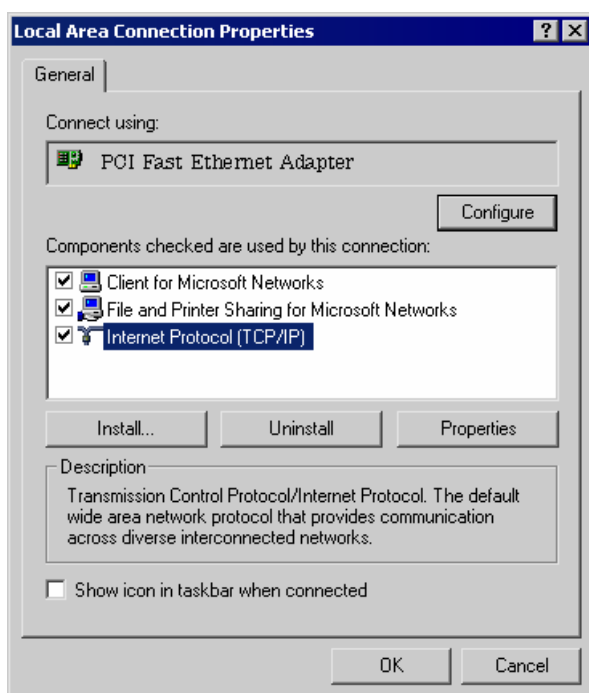 Local Area Connection Properties
General
Connect using:
PCI Fast Ethernet Adapter
Configure
Components checked are used by this connection:
Client for Microsoft Networks
File and Printer Sharing for Microsoft Networks
Internet Protocol (TCP/IP)
Install... Uninstall Properties
Description
Transmission Control Protocol/Internet Protocol. The default
wide area network protocol that provides communication
across diverse interconnected networks.
Show icon in taskbar when connected
OK Cancel